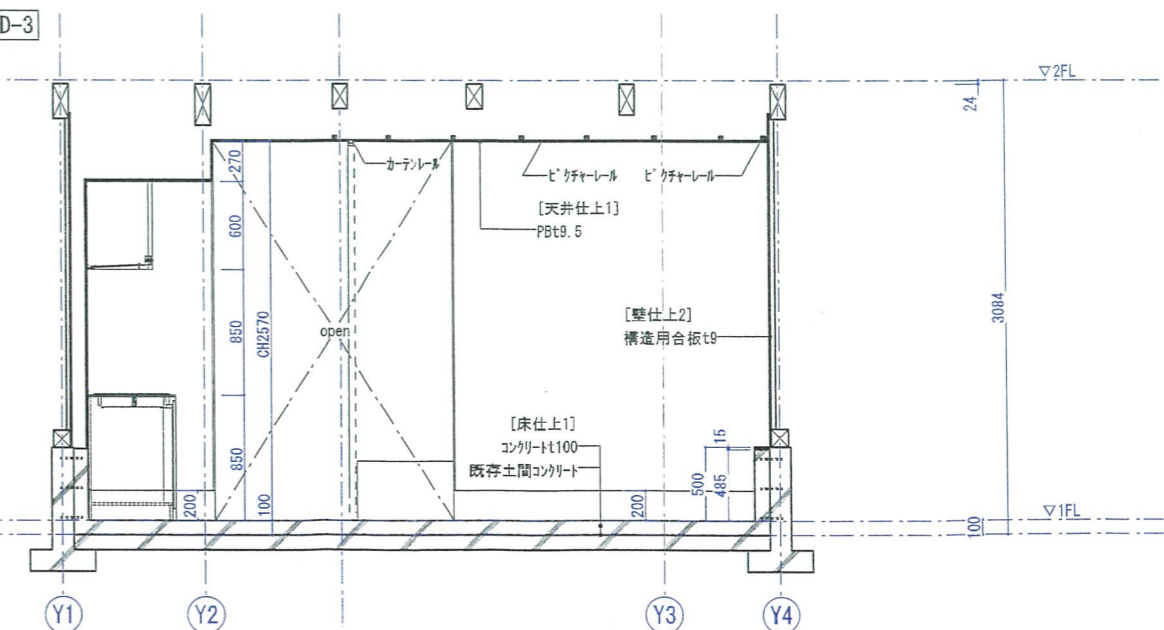 D-3
▽2FL
24
カーテンレール
ピクチャーレール
ピクチャーレール
270
[天井仕上1]
PBt9.5
600
3084
850
CH2570
open
[壁仕上2]
構造用合板t9
[床仕上1]
コンクリートt100
既存土間コンクリート
15
850
500
485
200
100
200
▽1FL
100
Y1
Y2
Y3
Y4